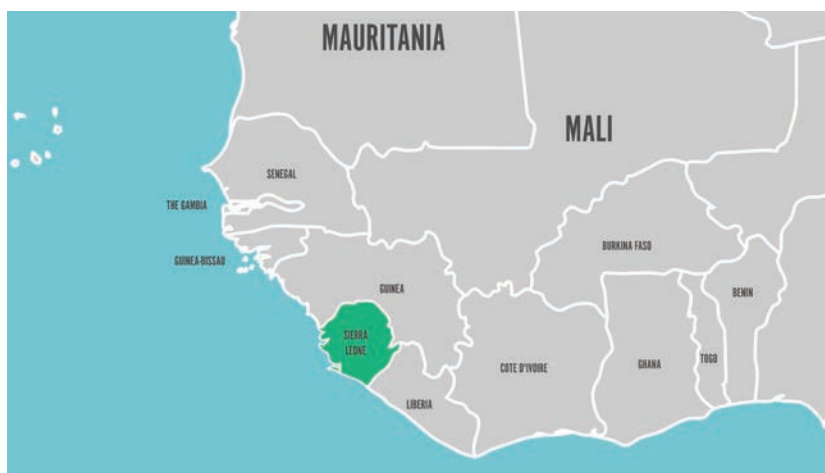 MAURITANIA
MALI
SENEGAL
THE GAMBIA
BURKINA FASO
GUINEA-BISSAU
GUINEA
BENIN
SIERRA
LEONE
TOGO
GHANA
COTE D'IVOIRE
LIBERIA